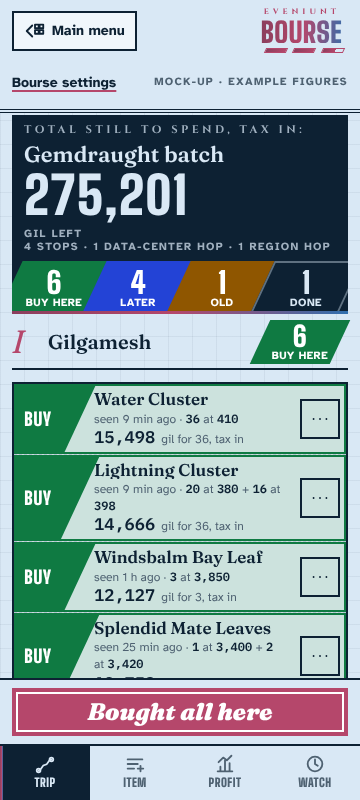 Main menu
EVENIUNT
BOURSE
Bourse settings
MOCK-UP · EXAMPLE FIGURES
TOTAL STILL TO SPEND, TAX IN:
Gemdraught batch
275,201
GIL LEFT
4 STOPS · 1 DATA-CENTER HOP · 1 REGION HOP
6
BUY HERE
4
LATER
1
OLD
1
DONE
I
Gilgamesh
6
BUY HERE
BUY
Water Cluster
seen 9 min ago · 36 at 410
15,498 gil for 36, tax in
...
BUY
Lightning Cluster
seen 9 min ago · 20 at 380 + 16 at
398
14,666 gil for 36, tax in
...
BUY
Windsbalm Bay Leaf
seen 1 h ago · 3 at 3,850
12,127 gil for 3, tax in
...
BUY
Splendid Mate Leaves
seen 25 min ago · 1 at 3,400 + 2
at 3,420
...
Bought all here
TRIP
ITEM
PROFIT
WATCH